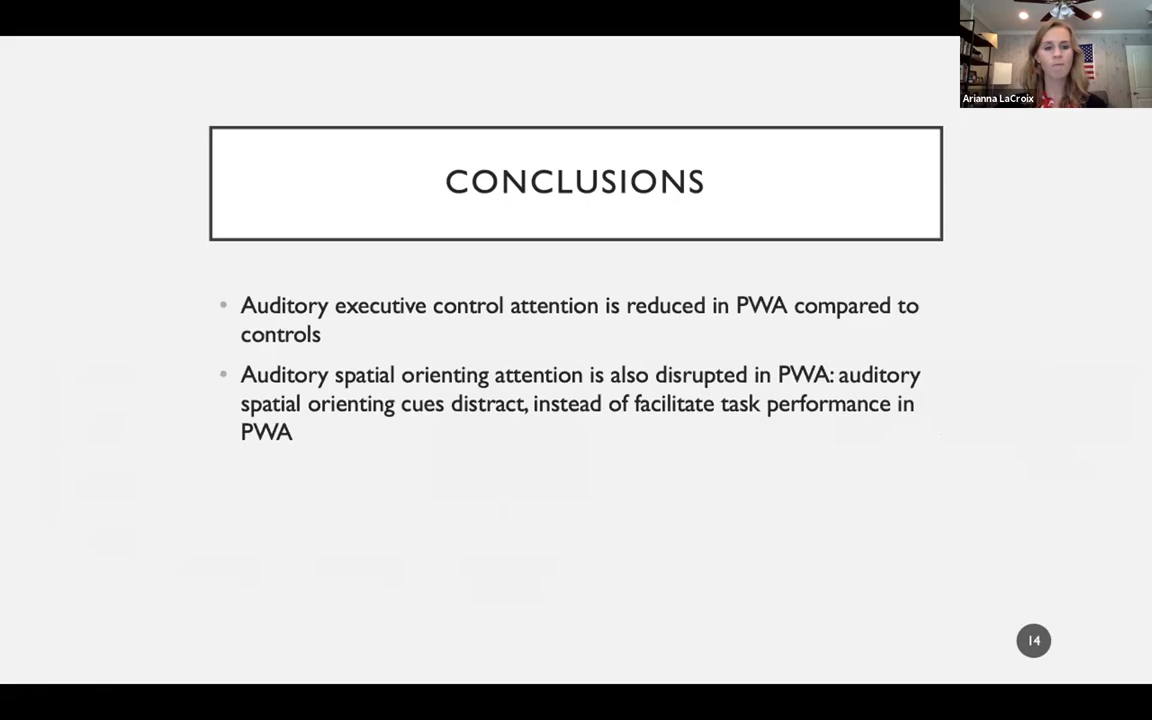 Arianna LaCroix
CONCLUSIONS
• Auditory executive control attention is reduced in PWA compared to
controls
• Auditory spatial orienting attention is also disrupted in PWA: auditory
spatial orienting cues distract, instead of facilitate task performance in
PWA
14